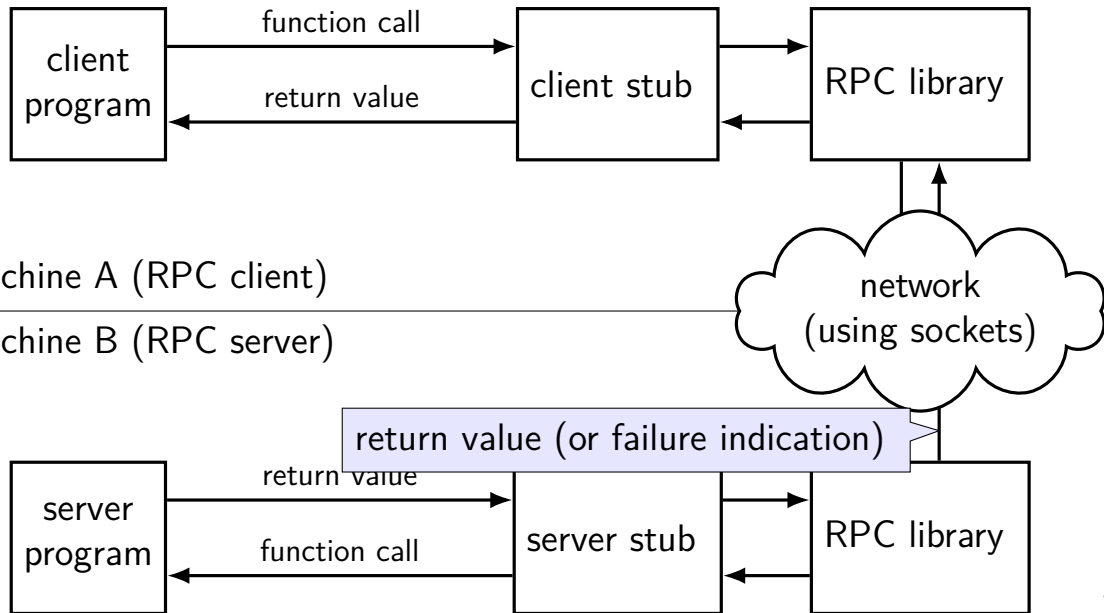 function call
client
program
client stub
RPC library
return value
network
(using sockets)
chine A (RPC client)
chine B (RPC server)
return value (or failure indication)
return value
server
program
server stub
RPC library
function call